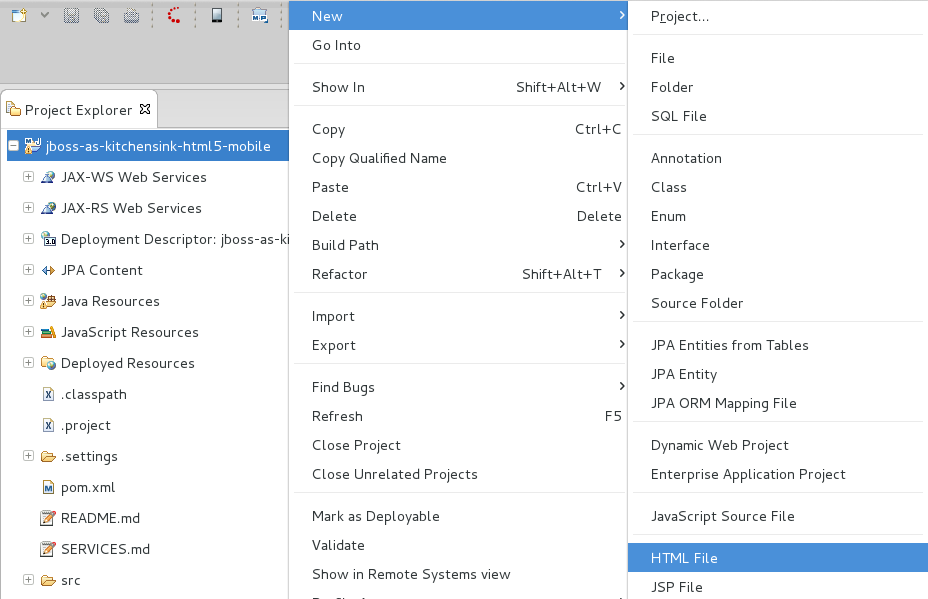 Project Explorer
jboss-as-kitchensink-html5-mobile
JAX-WS Web Services
JAX-RS Web Services
Deployment Descriptor: jboss-as-ki
JPA Content
Java Resources
JavaScript Resources
Deployed Resources
.classpath
.project
.settings
pom.xml
README.md
SERVICES.md
src
New
Go Into
Show In Shift+Alt+W
Copy Ctrl+C
Copy Qualified Name
Paste Ctrl+V
Delete Delete
Build Path
Refactor Shift+Alt+T
Import
Export
Find Bugs
Refresh F5
Close Project
Close Unrelated Projects
Mark as Deployable
Validate
Show in Remote Systems view
Project...
File
Folder
SQL File
Annotation
Class
Enum
Interface
Package
Source Folder
JPA Entities from Tables
JPA Entity
JPA ORM Mapping File
Dynamic Web Project
Enterprise Application Project
JavaScript Source File
HTML File
JSP File